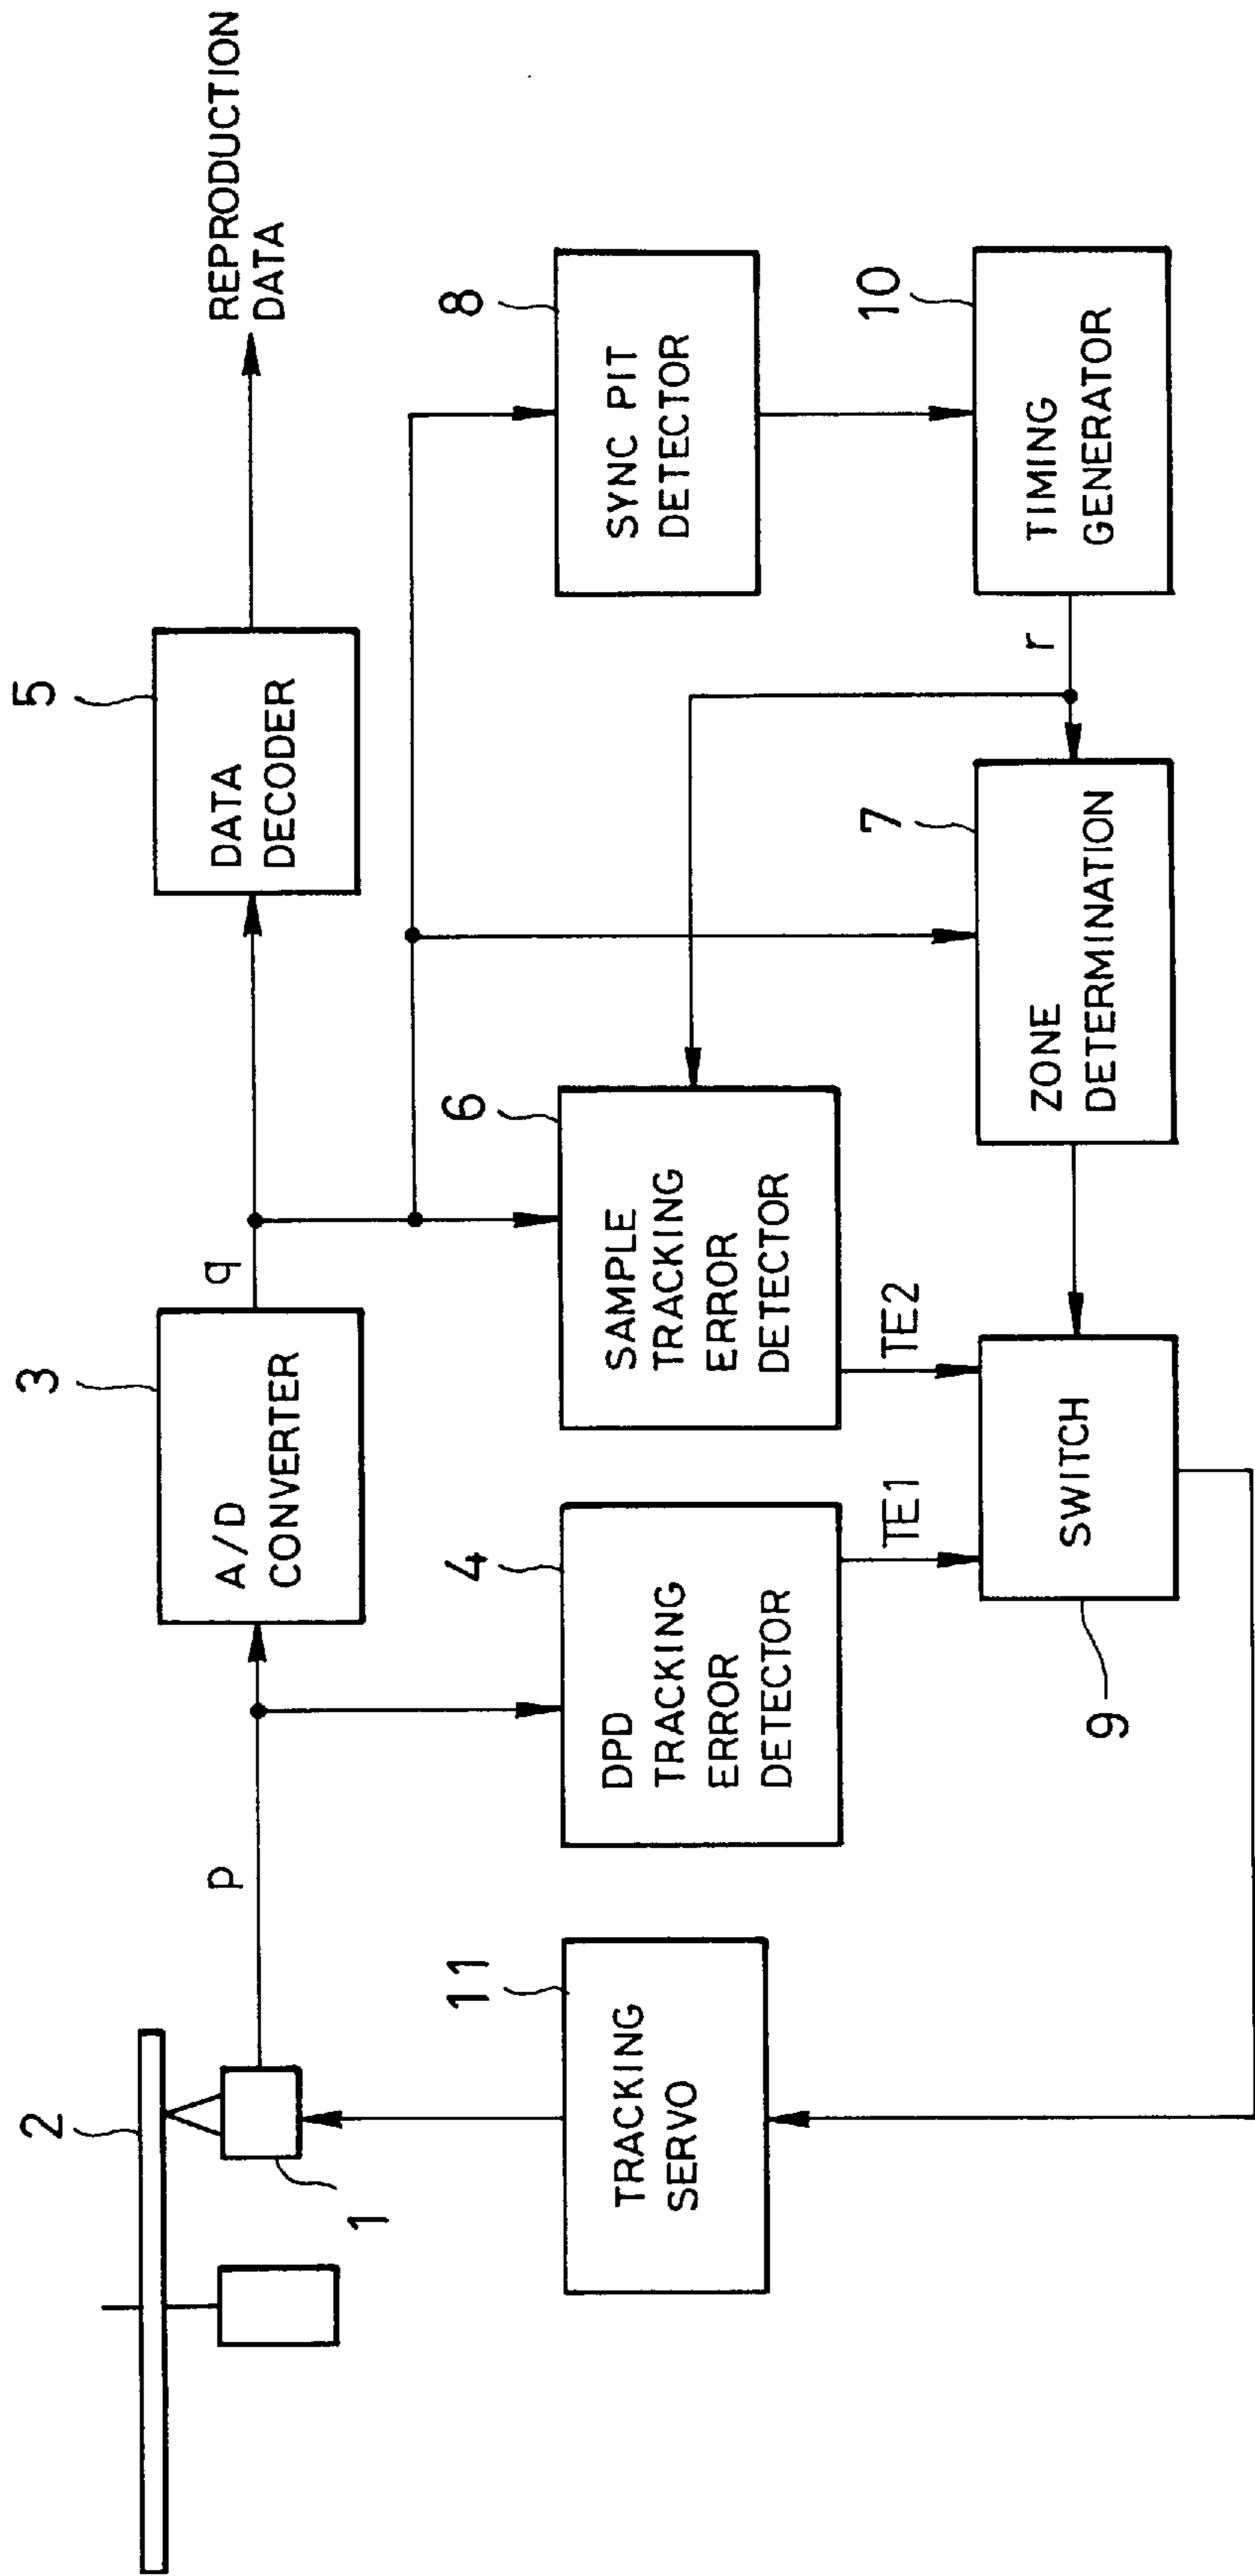 2
1
p
3
A/D
CONVERTER
q
5
DATA
DECODER
REPRODUCTION
DATA
11
TRACKING
SERVO
4
DPD
TRACKING
ERROR
DETECTOR
6
SAMPLE
TRACKING
ERROR
DETECTOR
8
SYNC PIT
DETECTOR
TE1
TE2
9
SWITCH
7
ZONE
DETERMINATION
r
10
TIMING
GENERATOR